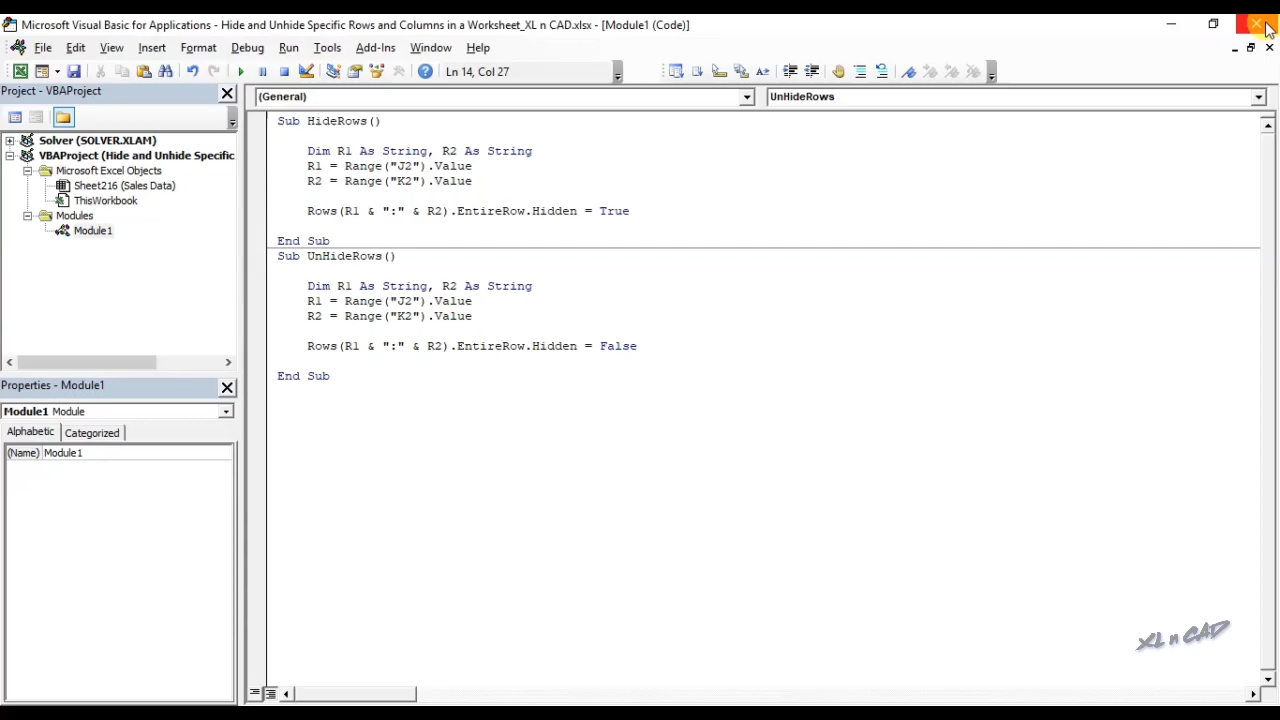 Microsoft Visual Basic for Applications - Hide and Unhide Specific Rows and Columns in a Worksheet_XL n CAD.xlsx - [Module1 (Code)]
File Edit View Insert Format Debug Run Tools Add-Ins Window Help
Ln 14, Col 27
Project - VBAProject
Solver (SOLVER.XLAM)
VBAProject (Hide and Unhide Specific
Microsoft Excel Objects
Sheet216 (Sales Data)
ThisWorkbook
Modules
Module1
Properties - Module1
Module1 Module
Alphabetic Categorized
(Name) Module1
(General) UnHideRows
Sub HideRows()
Dim R1 As String, R2 As String
R1 = Range("J2").Value
R2 = Range("K2").Value
Rows(R1 & ":" & R2).EntireRow.Hidden = True
End Sub
Sub UnHideRows()
Dim R1 As String, R2 As String
R1 = Range("J2").Value
R2 = Range("K2").Value
Rows(R1 & ":" & R2).EntireRow.Hidden = False
End Sub
XL n CAD